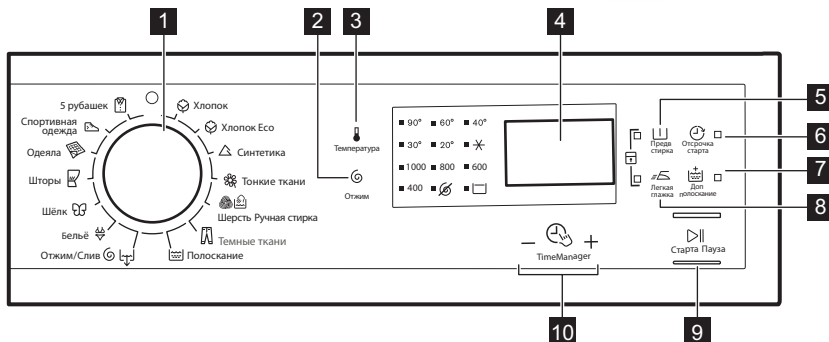 1
2
3
4
5
6
7
8
9
10
5 рубашек
Спортивная
одежда
Одеяла
Шторы
Шёлк
Бельё
Отжим/Слив
Хлопок
Хлопок Eco
Синтетика
Тонкие ткани
Шерсть Ручная стирка
Темные ткани
Полоскание
Температура
Отжим
90° 60° 40°
30° 20°
1000 800 600
400
TimeManager
Предв
стирка
Отсрочка
старта
Легкая
глажка
Доп
полоскание
Старта Пауза